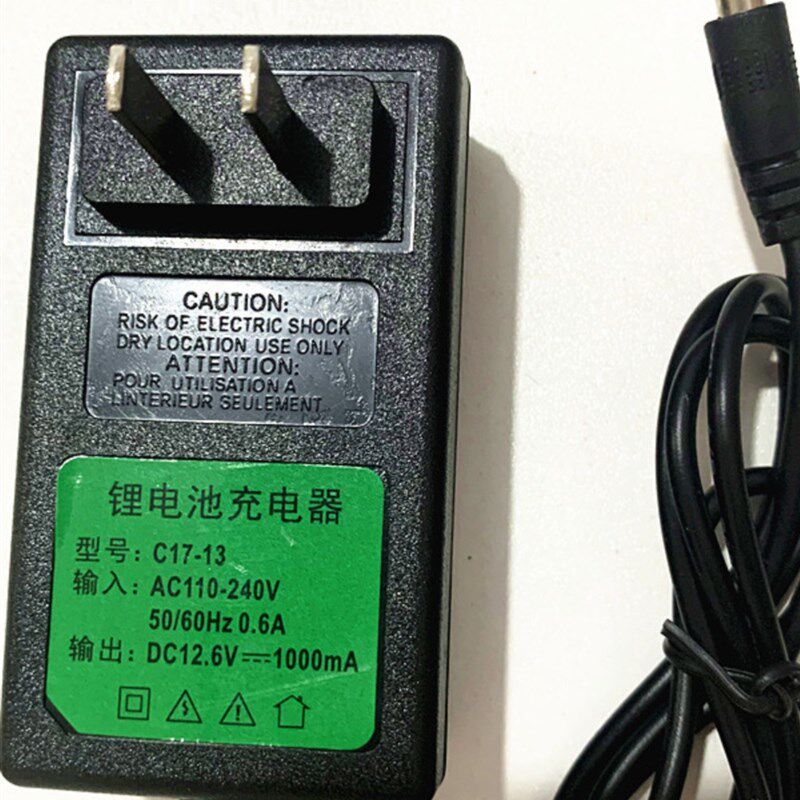 CAUTION:
RISK OF ELECTRIC SHOCK
DRY LOCATION USE ONLY
ATTENTION:
POUR UTILISATION A
LINTERIEUR SEULEMENT
锂电池充电器
型号: C17-13
输入: AC110-240V
50/60Hz 0.6A
输出: DC12.6V⎓1000mA